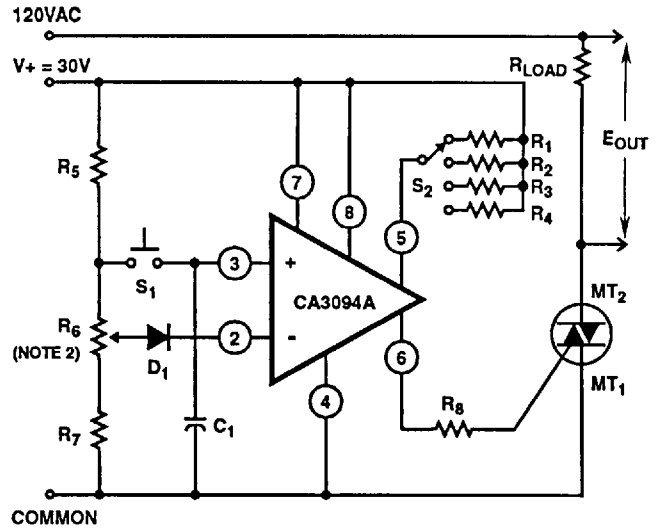 120VAC
V+ = 30V
R5
S1
R6
(NOTE 2)
D1
R7
C1
COMMON
3
2
+
-
CA3094A
7
8
4
5
6
S2
R1
R2
R3
R4
R8
RLOAD
EOUT
MT2
MT1